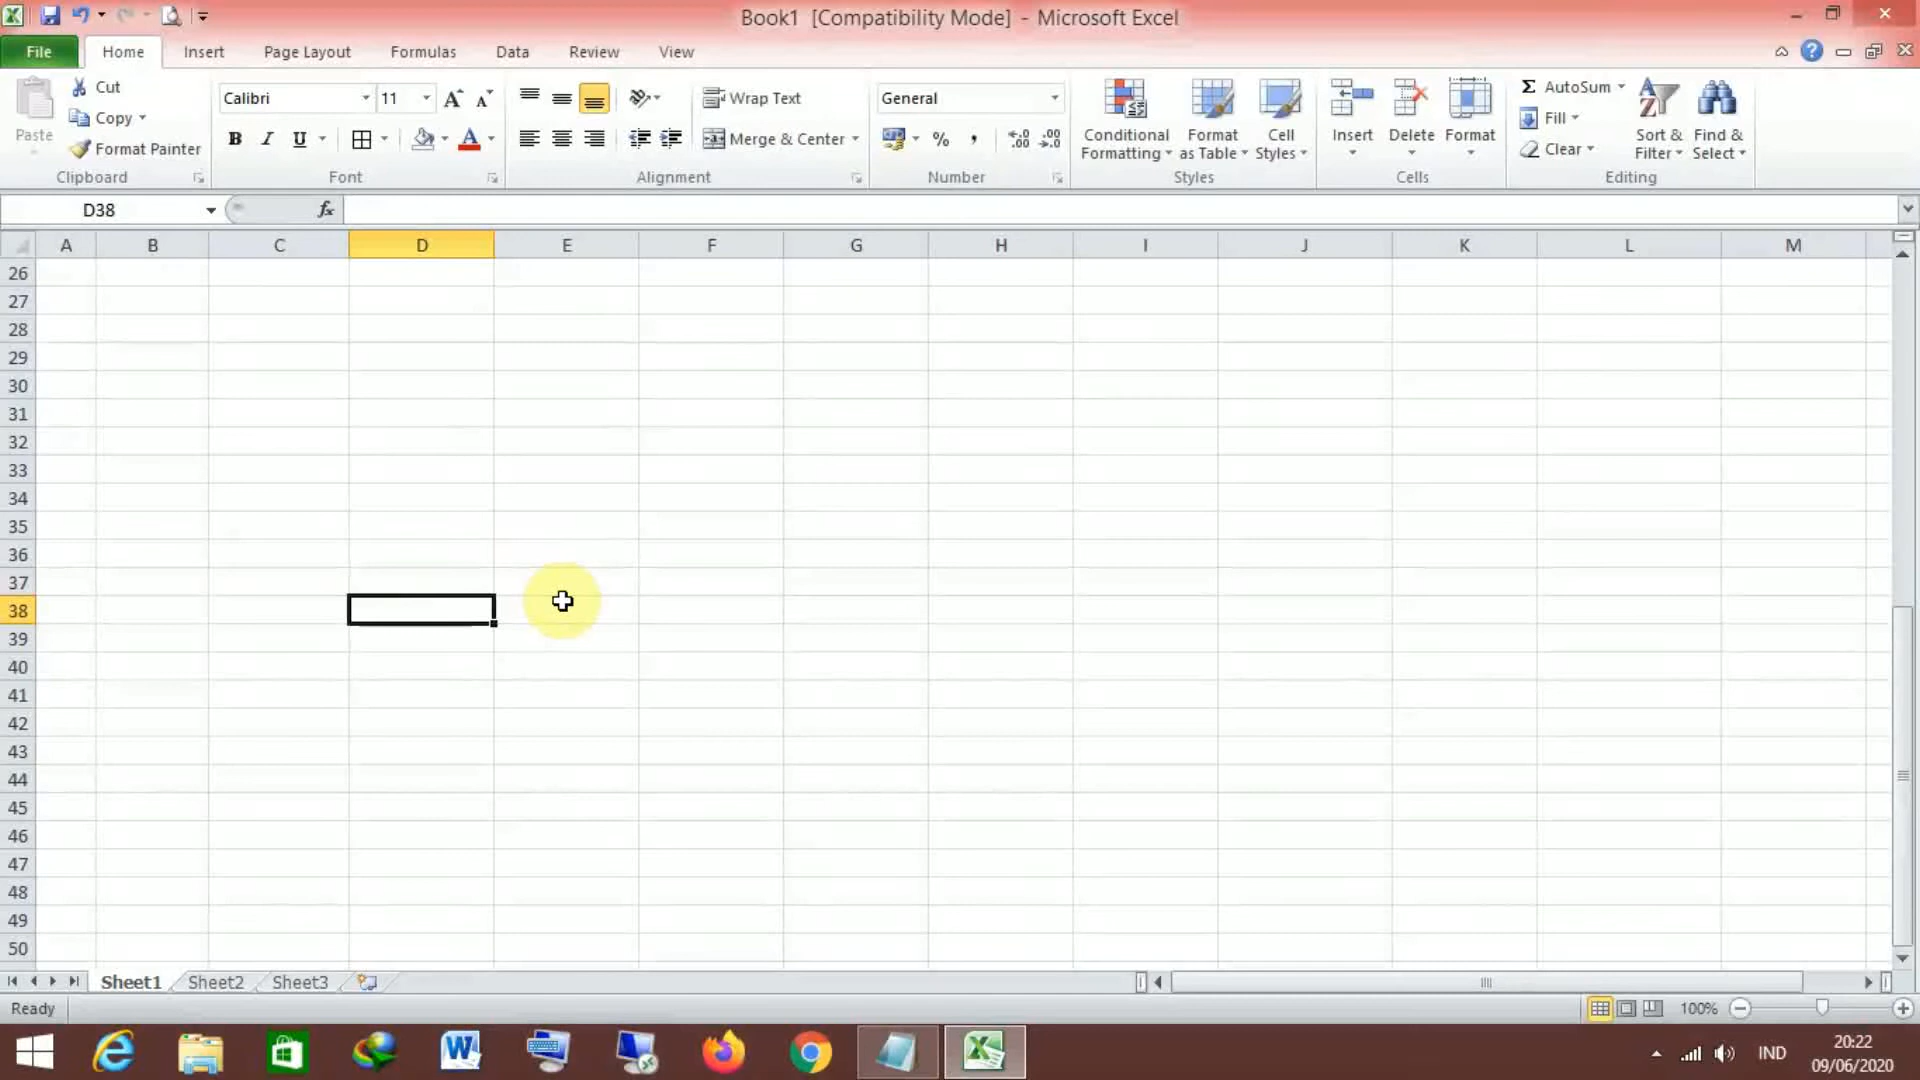 Book1 [Compatibility Mode] - Microsoft Excel
File Home Insert Page Layout Formulas Data Review View
Paste
Cut
Copy
Format Painter
Clipboard
Calibri 11
B I U
Font
Wrap Text
Merge & Center
Alignment
General
%
Number
Conditional Formatting
Format as Table
Cell Styles
Styles
Insert Delete Format
Cells
Σ AutoSum
Fill
Clear
Sort & Filter
Find & Select
Editing
D38 fx
A B C D E F G H I J K L M
26
27
28
29
30
31
32
33
34
35
36
37
38
39
40
41
42
43
44
45
46
47
48
49
50
Sheet1 Sheet2 Sheet3
Ready 100%
IND
20:22
09/06/2020